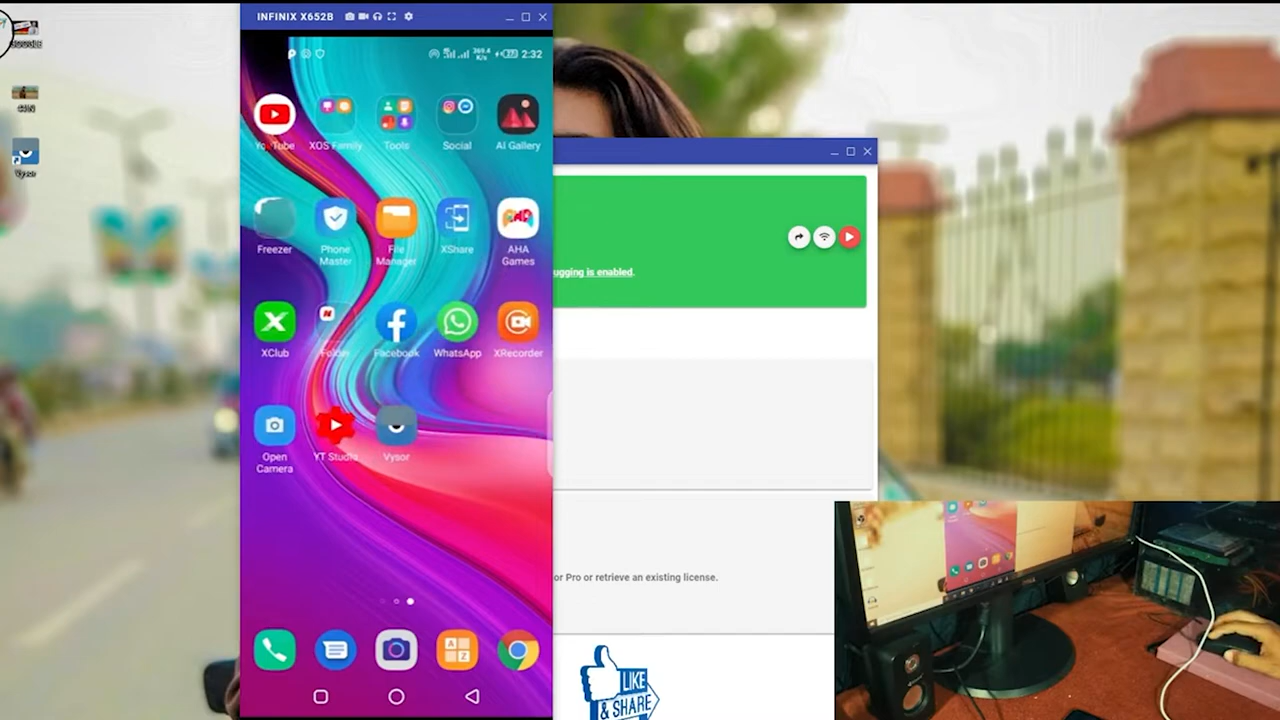 INFINIX X652B
2:32
YouTube
XOS Family
Tools
Social
AI Gallery
Freezer
Phone Master
File Manager
XShare
AHA Games
XClub
Folder
Facebook
WhatsApp
XRecorder
Open Camera
YT Studio
Vysor
Vysor
ugging is enabled.
or Pro or retrieve an existing license.
LIKE
& SHARE